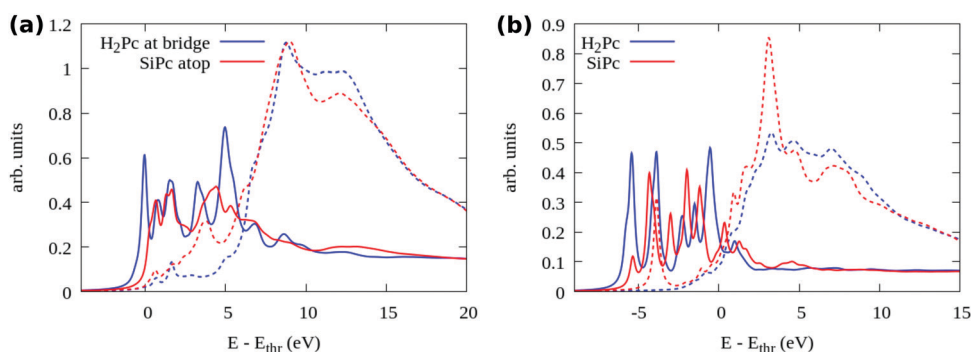 (a)
H₂Pc at bridge
SiPc atop
arb. units
1.2
1
0.8
0.6
0.4
0.2
0
0
5
10
15
20
E - E_thr (eV)
(b)
H₂Pc
SiPc
arb. units
0.9
0.8
0.7
0.6
0.5
0.4
0.3
0.2
0.1
0
-5
0
5
10
15
E - E_thr (eV)